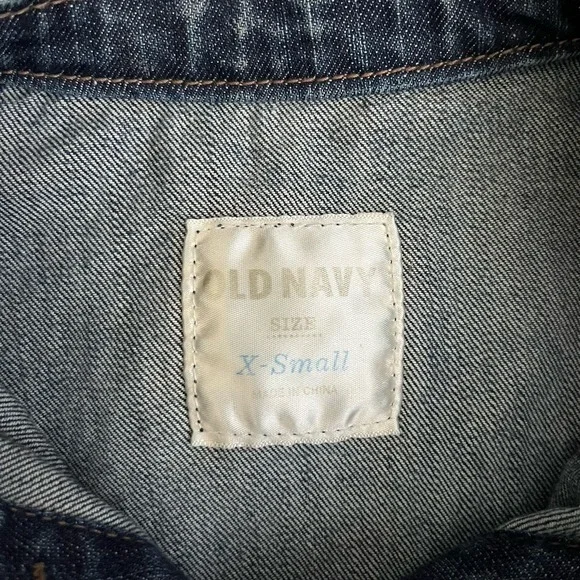 OLD NAVY
SIZE
X-Small
MADE IN CHINA